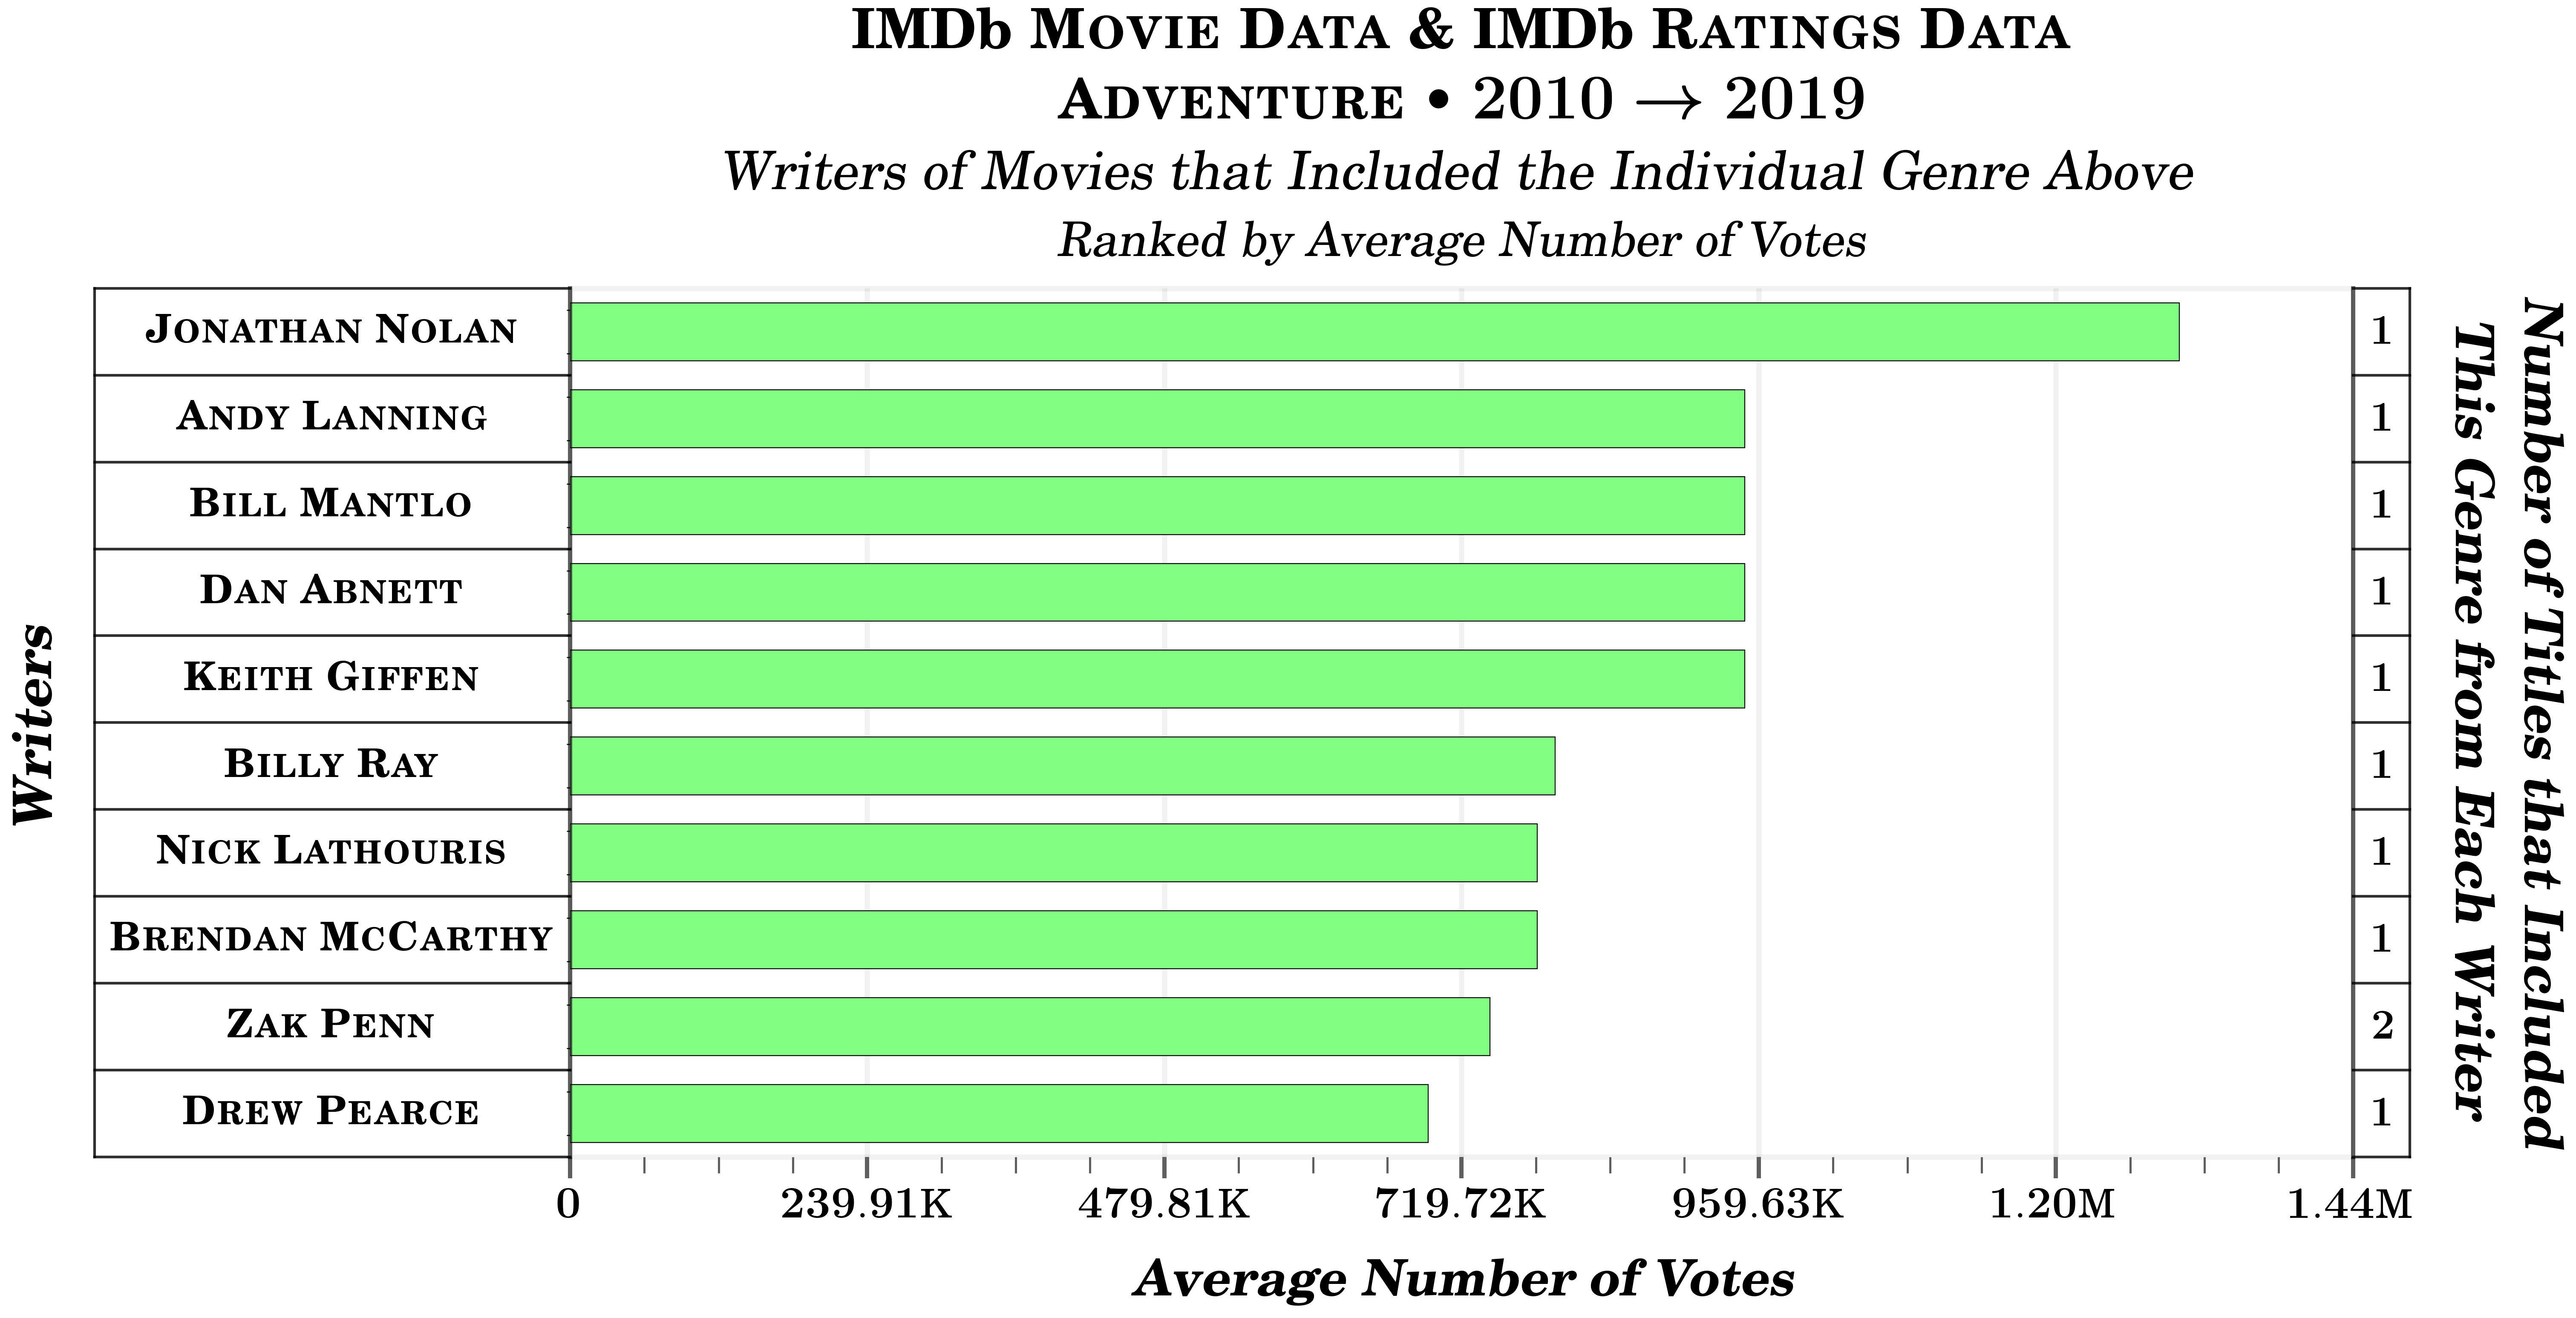 IMDb Movie Data & IMDb Ratings Data
Adventure • 2010 → 2019
Writers of Movies that Included the Individual Genre Above
Ranked by Average Number of Votes
Writers
Jonathan Nolan 1
Andy Lanning 1
Bill Mantlo 1
Dan Abnett 1
Keith Giffen 1
Billy Ray 1
Nick Lathouris 1
Brendan McCarthy 1
Zak Penn 2
Drew Pearce 1
Number of Titles that Included
This Genre from Each Writer
0 239.91K 479.81K 719.72K 959.63K 1.20M 1.44M
Average Number of Votes